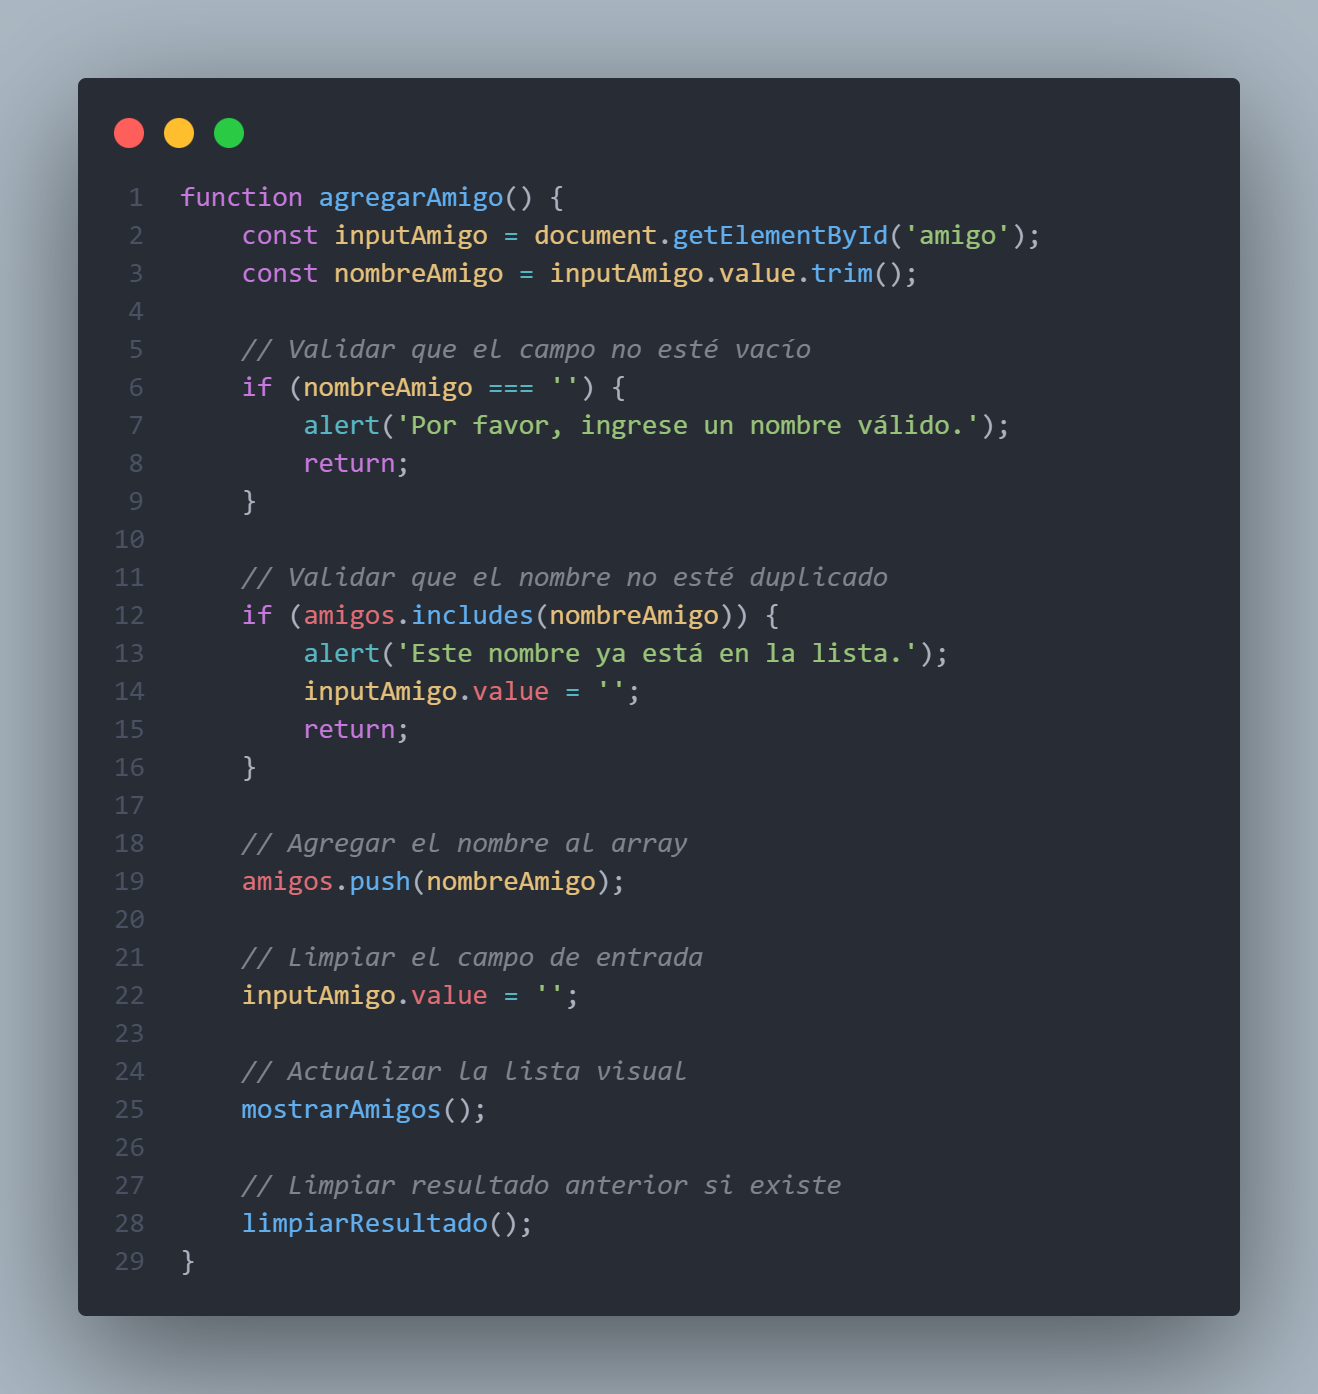 1 function agregarAmigo() {
2     const inputAmigo = document.getElementById('amigo');
3     const nombreAmigo = inputAmigo.value.trim();
4
5     // Validar que el campo no esté vacío
6     if (nombreAmigo === '') {
7         alert('Por favor, ingrese un nombre válido.');
8         return;
9     }
10
11     // Validar que el nombre no esté duplicado
12     if (amigos.includes(nombreAmigo)) {
13         alert('Este nombre ya está en la lista.');
14         inputAmigo.value = '';
15         return;
16     }
17
18     // Agregar el nombre al array
19     amigos.push(nombreAmigo);
20
21     // Limpiar el campo de entrada
22     inputAmigo.value = '';
23
24     // Actualizar la lista visual
25     mostrarAmigos();
26
27     // Limpiar resultado anterior si existe
28     limpiarResultado();
29 }